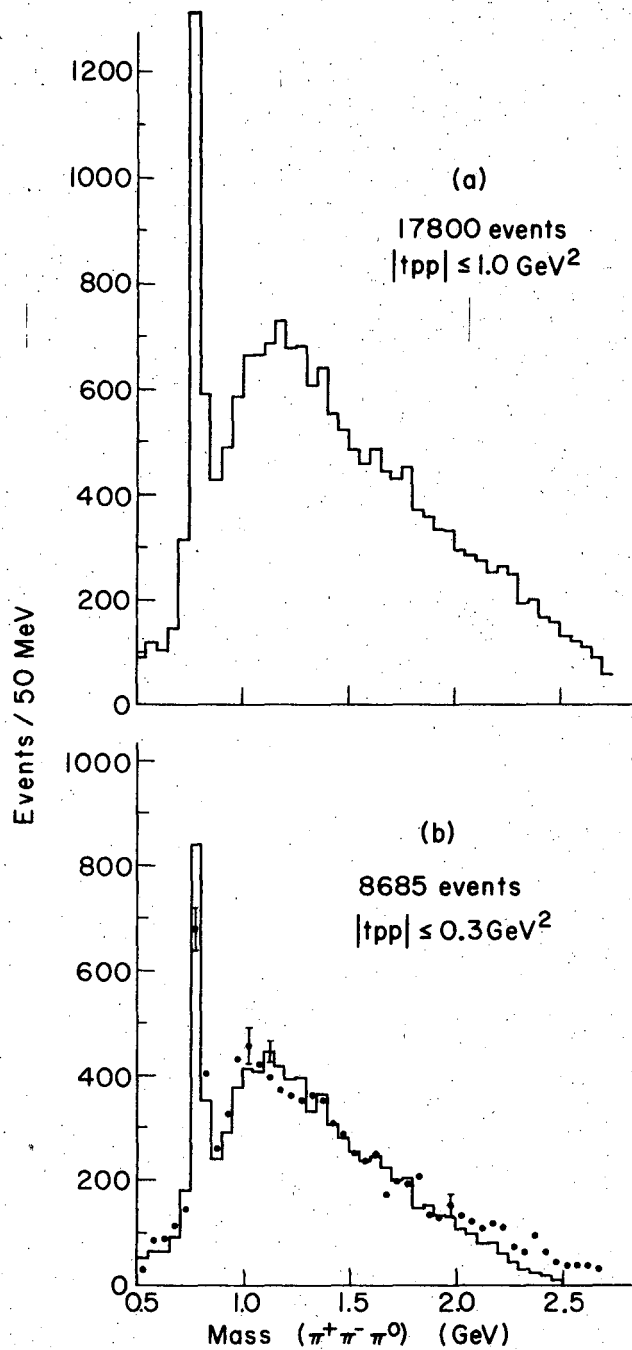 1200
1000
800
600
400
200
0
(a)
17800 events
|tpp| ≤ 1.0 GeV²
Events / 50 MeV
1000
800
600
400
200
0
(b)
8685 events
|tpp| ≤ 0.3 GeV²
0.5 1.0 1.5 2.0 2.5
Mass (π⁺π⁻π⁰) (GeV)